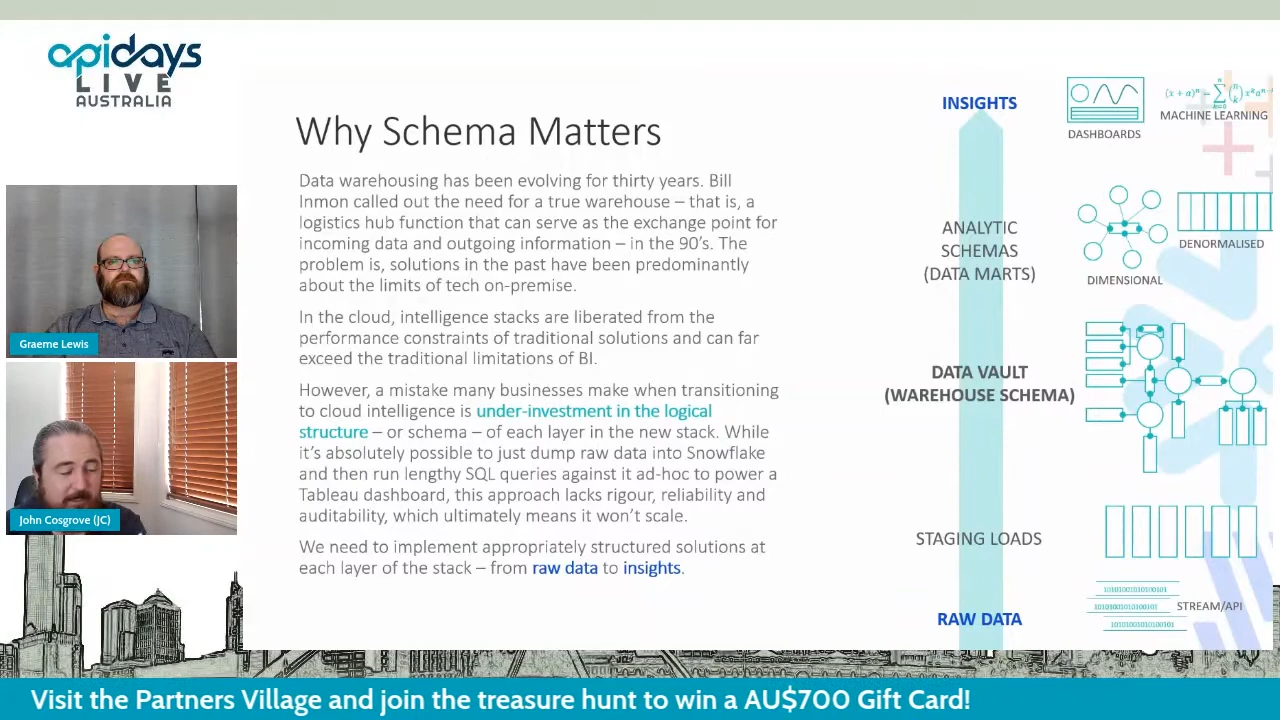 apidays
LIVE
AUSTRALIA
Graeme Lewis
John Cosgrove (JC)
Why Schema Matters
Data warehousing has been evolving for thirty years. Bill
Inmon called out the need for a true warehouse – that is, a
logistics hub function that can serve as the exchange point for
incoming data and outgoing information – in the 90's. The
problem is, solutions in the past have been predominantly
about the limits of tech on-premise.
In the cloud, intelligence stacks are liberated from the
performance constraints of traditional solutions and can far
exceed the traditional limitations of BI.
However, a mistake many businesses make when transitioning
to cloud intelligence is under-investment in the logical
structure – or schema – of each layer in the new stack. While
it's absolutely possible to just dump raw data into Snowflake
and then run lengthy SQL queries against it ad-hoc to power a
Tableau dashboard, this approach lacks rigour, reliability and
auditability, which ultimately means it won't scale.
We need to implement appropriately structured solutions at
each layer of the stack – from raw data to insights.
INSIGHTS
DASHBOARDS
MACHINE LEARNING
ANALYTIC
SCHEMAS
(DATA MARTS)
DIMENSIONAL
DENORMALISED
DATA VAULT
(WAREHOUSE SCHEMA)
STAGING LOADS
RAW DATA
STREAM/API
Visit the Partners Village and join the treasure hunt to win a AU$700 Gift Card!